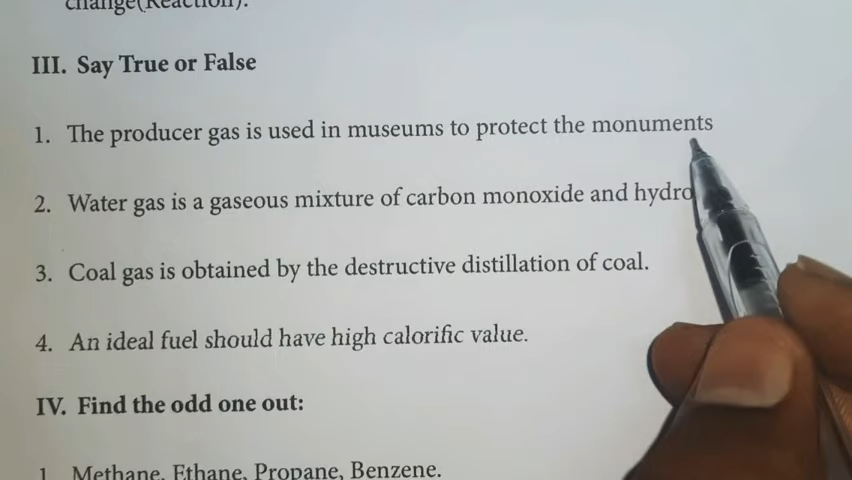 change(Reaction).
III. Say True or False
1. The producer gas is used in museums to protect the monuments
2. Water gas is a gaseous mixture of carbon monoxide and hydro
3. Coal gas is obtained by the destructive distillation of coal.
4. An ideal fuel should have high calorific value.
IV. Find the odd one out:
1. Methane, Ethane, Propane, Benzene.